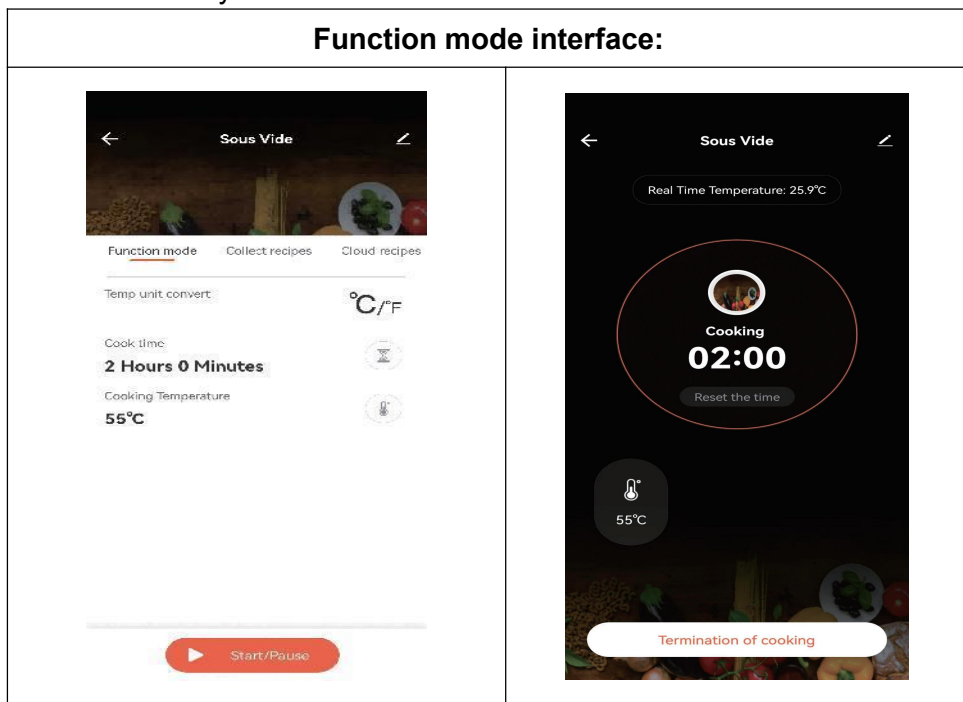 Function mode interface:
Sous Vide
Function mode Collect recipes Cloud recipes
Temp unit convert
°C/°F
Cook time
2 Hours 0 Minutes
Cooking Temperature
55°C
Start/Pause
Sous Vide
Real Time Temperature: 25.9°C
Cooking
02:00
Reset the time
55°C
Termination of cooking